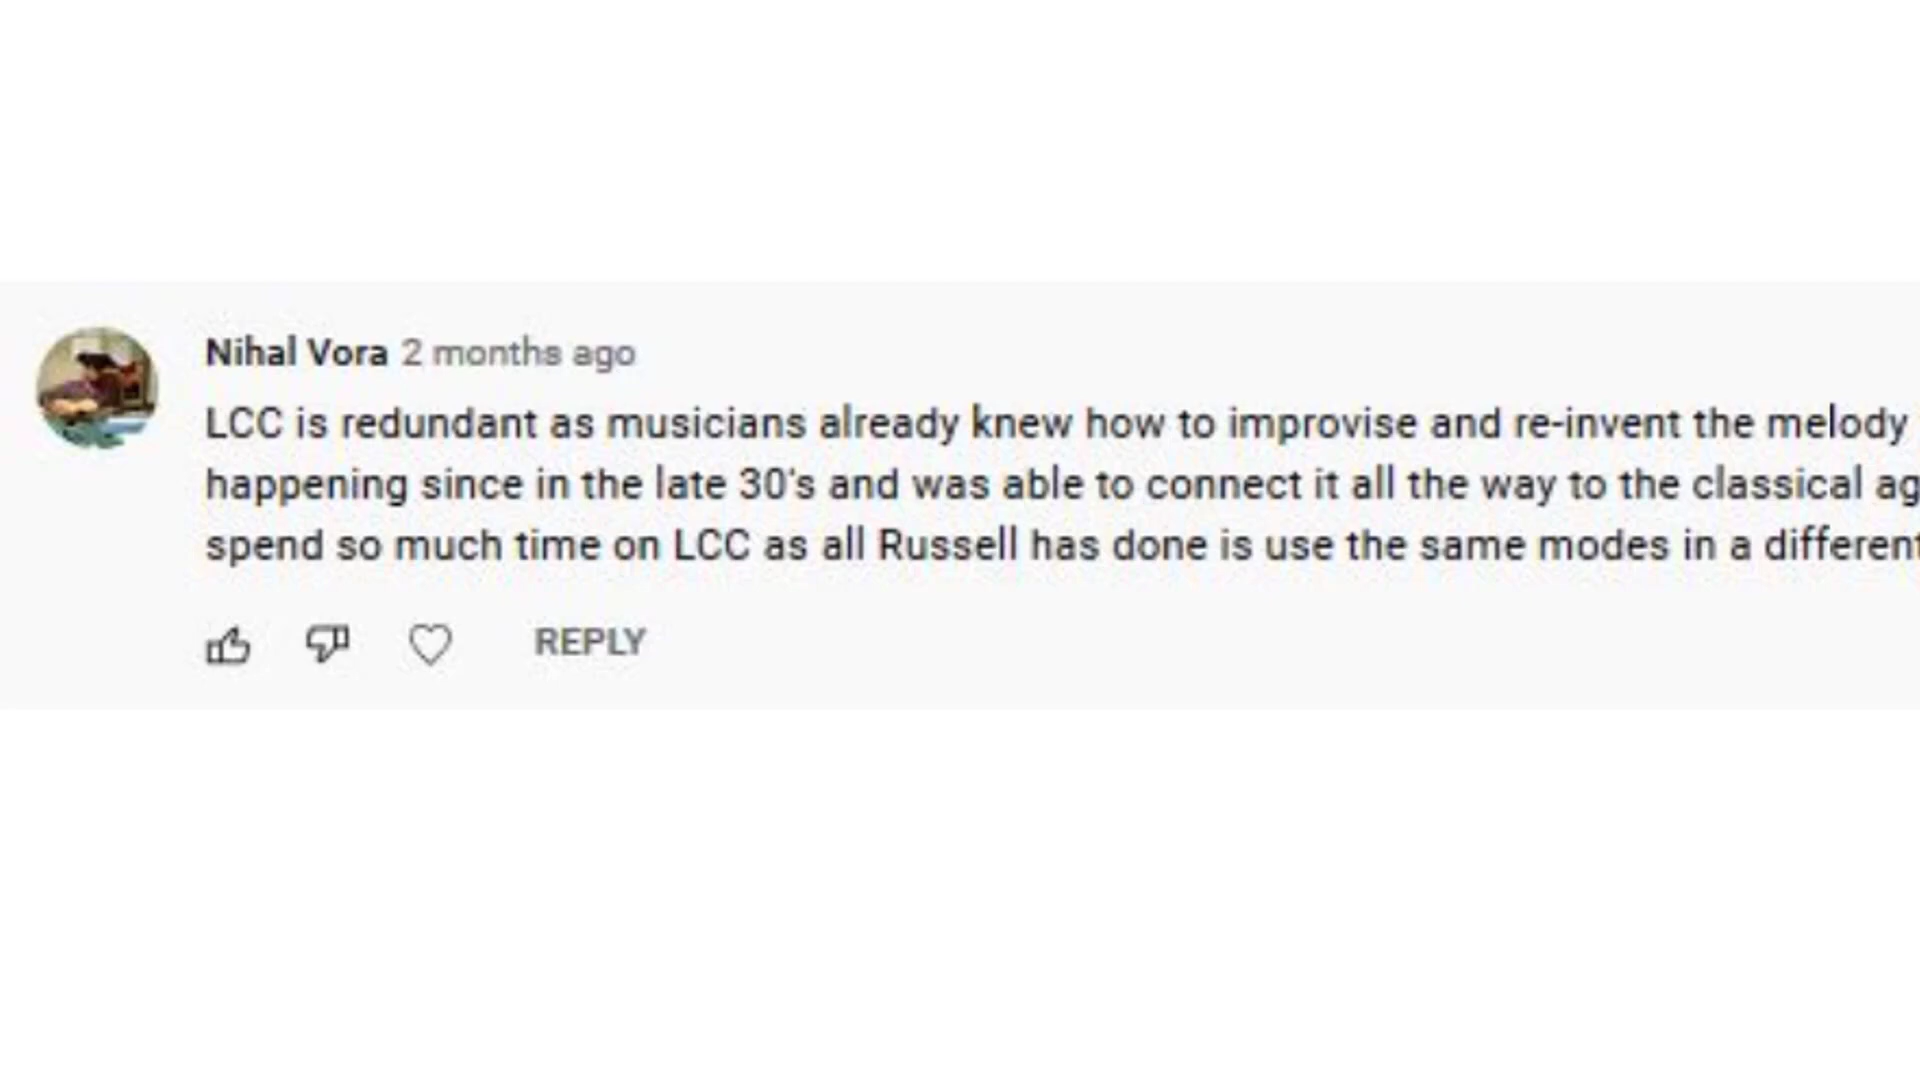 Nihal Vora 2 months ago
LCC is redundant as musicians already knew how to improvise and re-invent the melody
happening since in the late 30's and was able to connect it all the way to the classical ag
spend so much time on LCC as all Russell has done is use the same modes in a different
REPLY